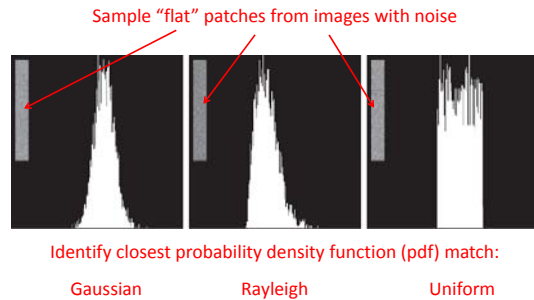 Sample “flat” patches from images with noise
Identify closest probability density function (pdf) match:
Gaussian Rayleigh Uniform